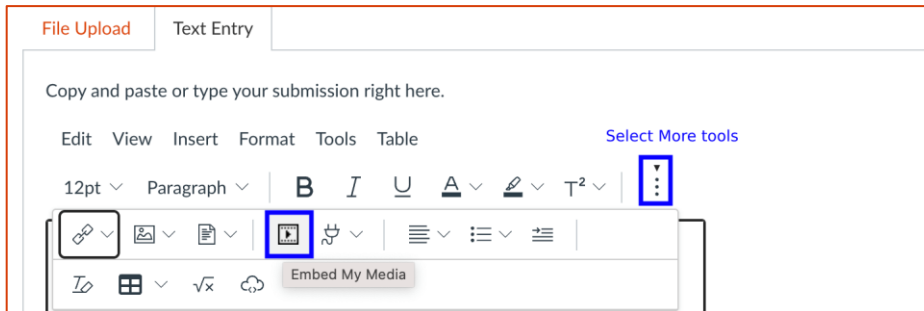 File Upload Text Entry
Copy and paste or type your submission right here.
Edit View Insert Format Tools Table
Select More tools
12pt Paragraph B I U A T²
Embed My Media
√x